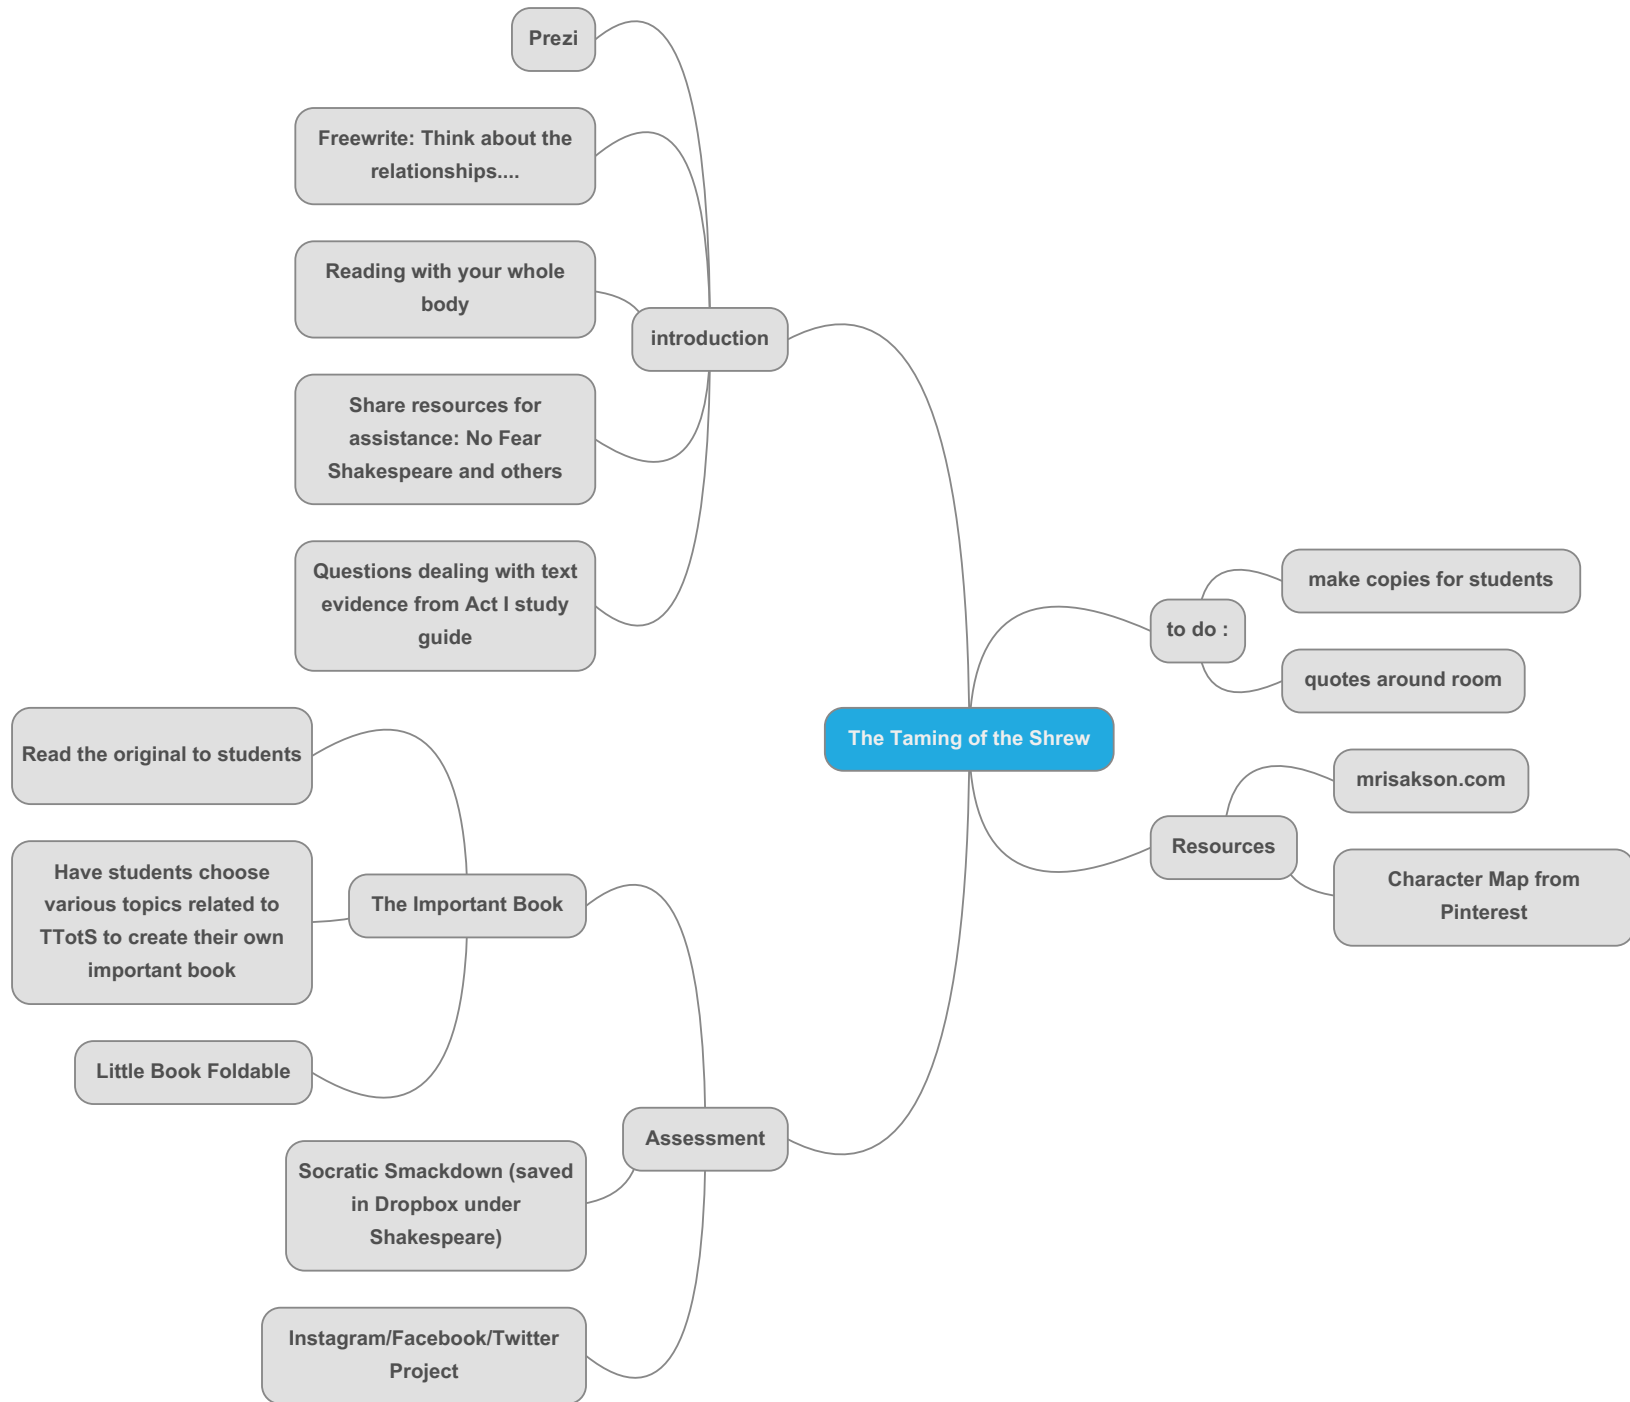 Prezi
Freewrite: Think about the
relationships....
Reading with your whole
body
introduction
Share resources for
assistance: No Fear
Shakespeare and others
Questions dealing with text
evidence from Act I study
guide
Read the original to students
Have students choose
various topics related to
TTotS to create their own
important book
The Important Book
Little Book Foldable
Assessment
Socratic Smackdown (saved
in Dropbox under
Shakespeare)
Instagram/Facebook/Twitter
Project
The Taming of the Shrew
to do :
make copies for students
quotes around room
Resources
mrisakson.com
Character Map from
Pinterest